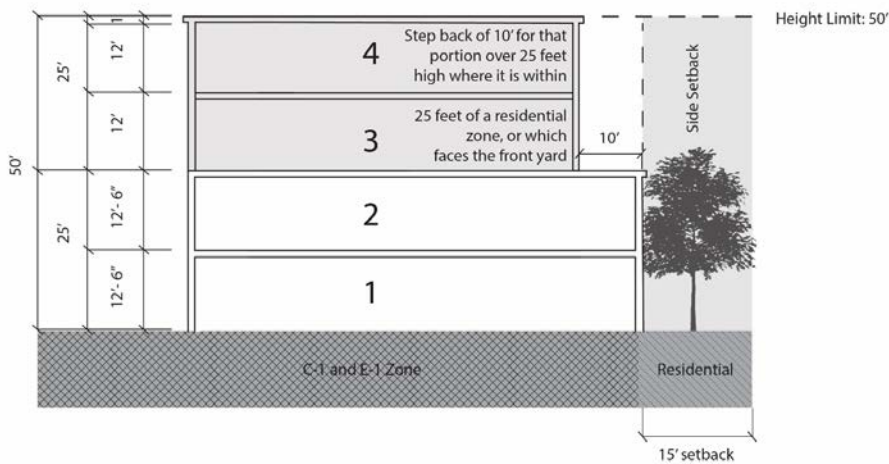 Height Limit: 50'
1
12'
25'
12'
50'
12'- 6"
25'
12'- 6"
4
Step back of 10' for that
portion over 25 feet
high where it is within
3
25 feet of a residential
zone, or which
faces the front yard
10'
Side Setback
2
1
C-1 and E-1 Zone
Residential
15' setback